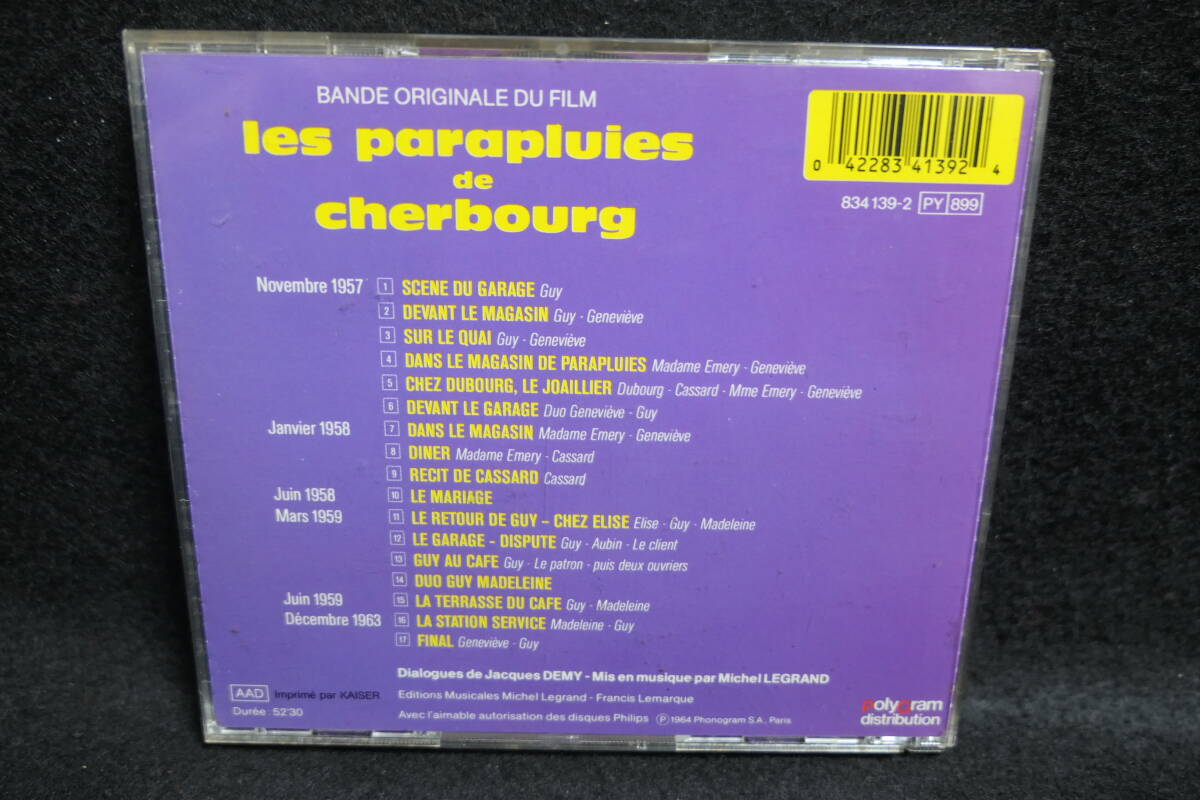 BANDE ORIGINALE DU FILM
les parapluies
de
cherbourg
0 42283 41392 4
834 139-2 PY 899
Novembre 1957 1 SCENE DU GARAGE Guy
2 DEVANT LE MAGASIN Guy - Geneviève
3 SUR LE QUAI Guy - Geneviève
4 DANS LE MAGASIN DE PARAPLUIES Madame Emery - Geneviève
5 CHEZ DUBOURG, LE JOAILLIER Dubourg - Cassard - Mme Emery - Geneviève
6 DEVANT LE GARAGE Duo Geneviève - Guy
Janvier 1958 7 DANS LE MAGASIN Madame Emery - Geneviève
8 DINER Madame Emery - Cassard
9 RECIT DE CASSARD Cassard
Juin 1958 10 LE MARIAGE
Mars 1959 11 LE RETOUR DE GUY – CHEZ ELISE Elise - Guy - Madeleine
12 LE GARAGE - DISPUTE Guy - Aubin - Le client
13 GUY AU CAFE Guy - Le patron - puis deux ouvriers
14 DUO GUY MADELEINE
Juin 1959 15 LA TERRASSE DU CAFE Guy - Madeleine
Décembre 1963 16 LA STATION SERVICE Madeleine - Guy
17 FINAL Geneviève - Guy
Dialogues de Jacques DEMY - Mis en musique par Michel LEGRAND
AAD Imprimé par KAISER
Editions Musicales Michel Legrand - Francis Lemarque
Durée : 52'30
Avec l'aimable autorisation des disques Philips Ⓟ 1964 Phonogram S.A., Paris
PolyGram
distribution